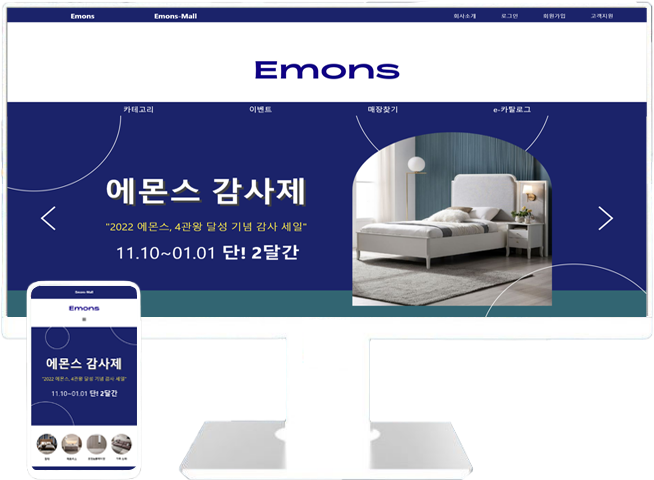 Emons Emons-Mall 회사소개 로그인 회원가입 고객지원
Emons
카테고리 이벤트 매장찾기 e-카탈로그
에몬스 감사제
"2022 에몬스, 4관왕 달성 기념 감사 세일"
11.10~01.01 단! 2달간
Emons-Mall
Emons
에몬스 감사제
"2022 에몬스, 4관왕 달성 기념 감사 세일"
11.10~01.01 단! 2달간